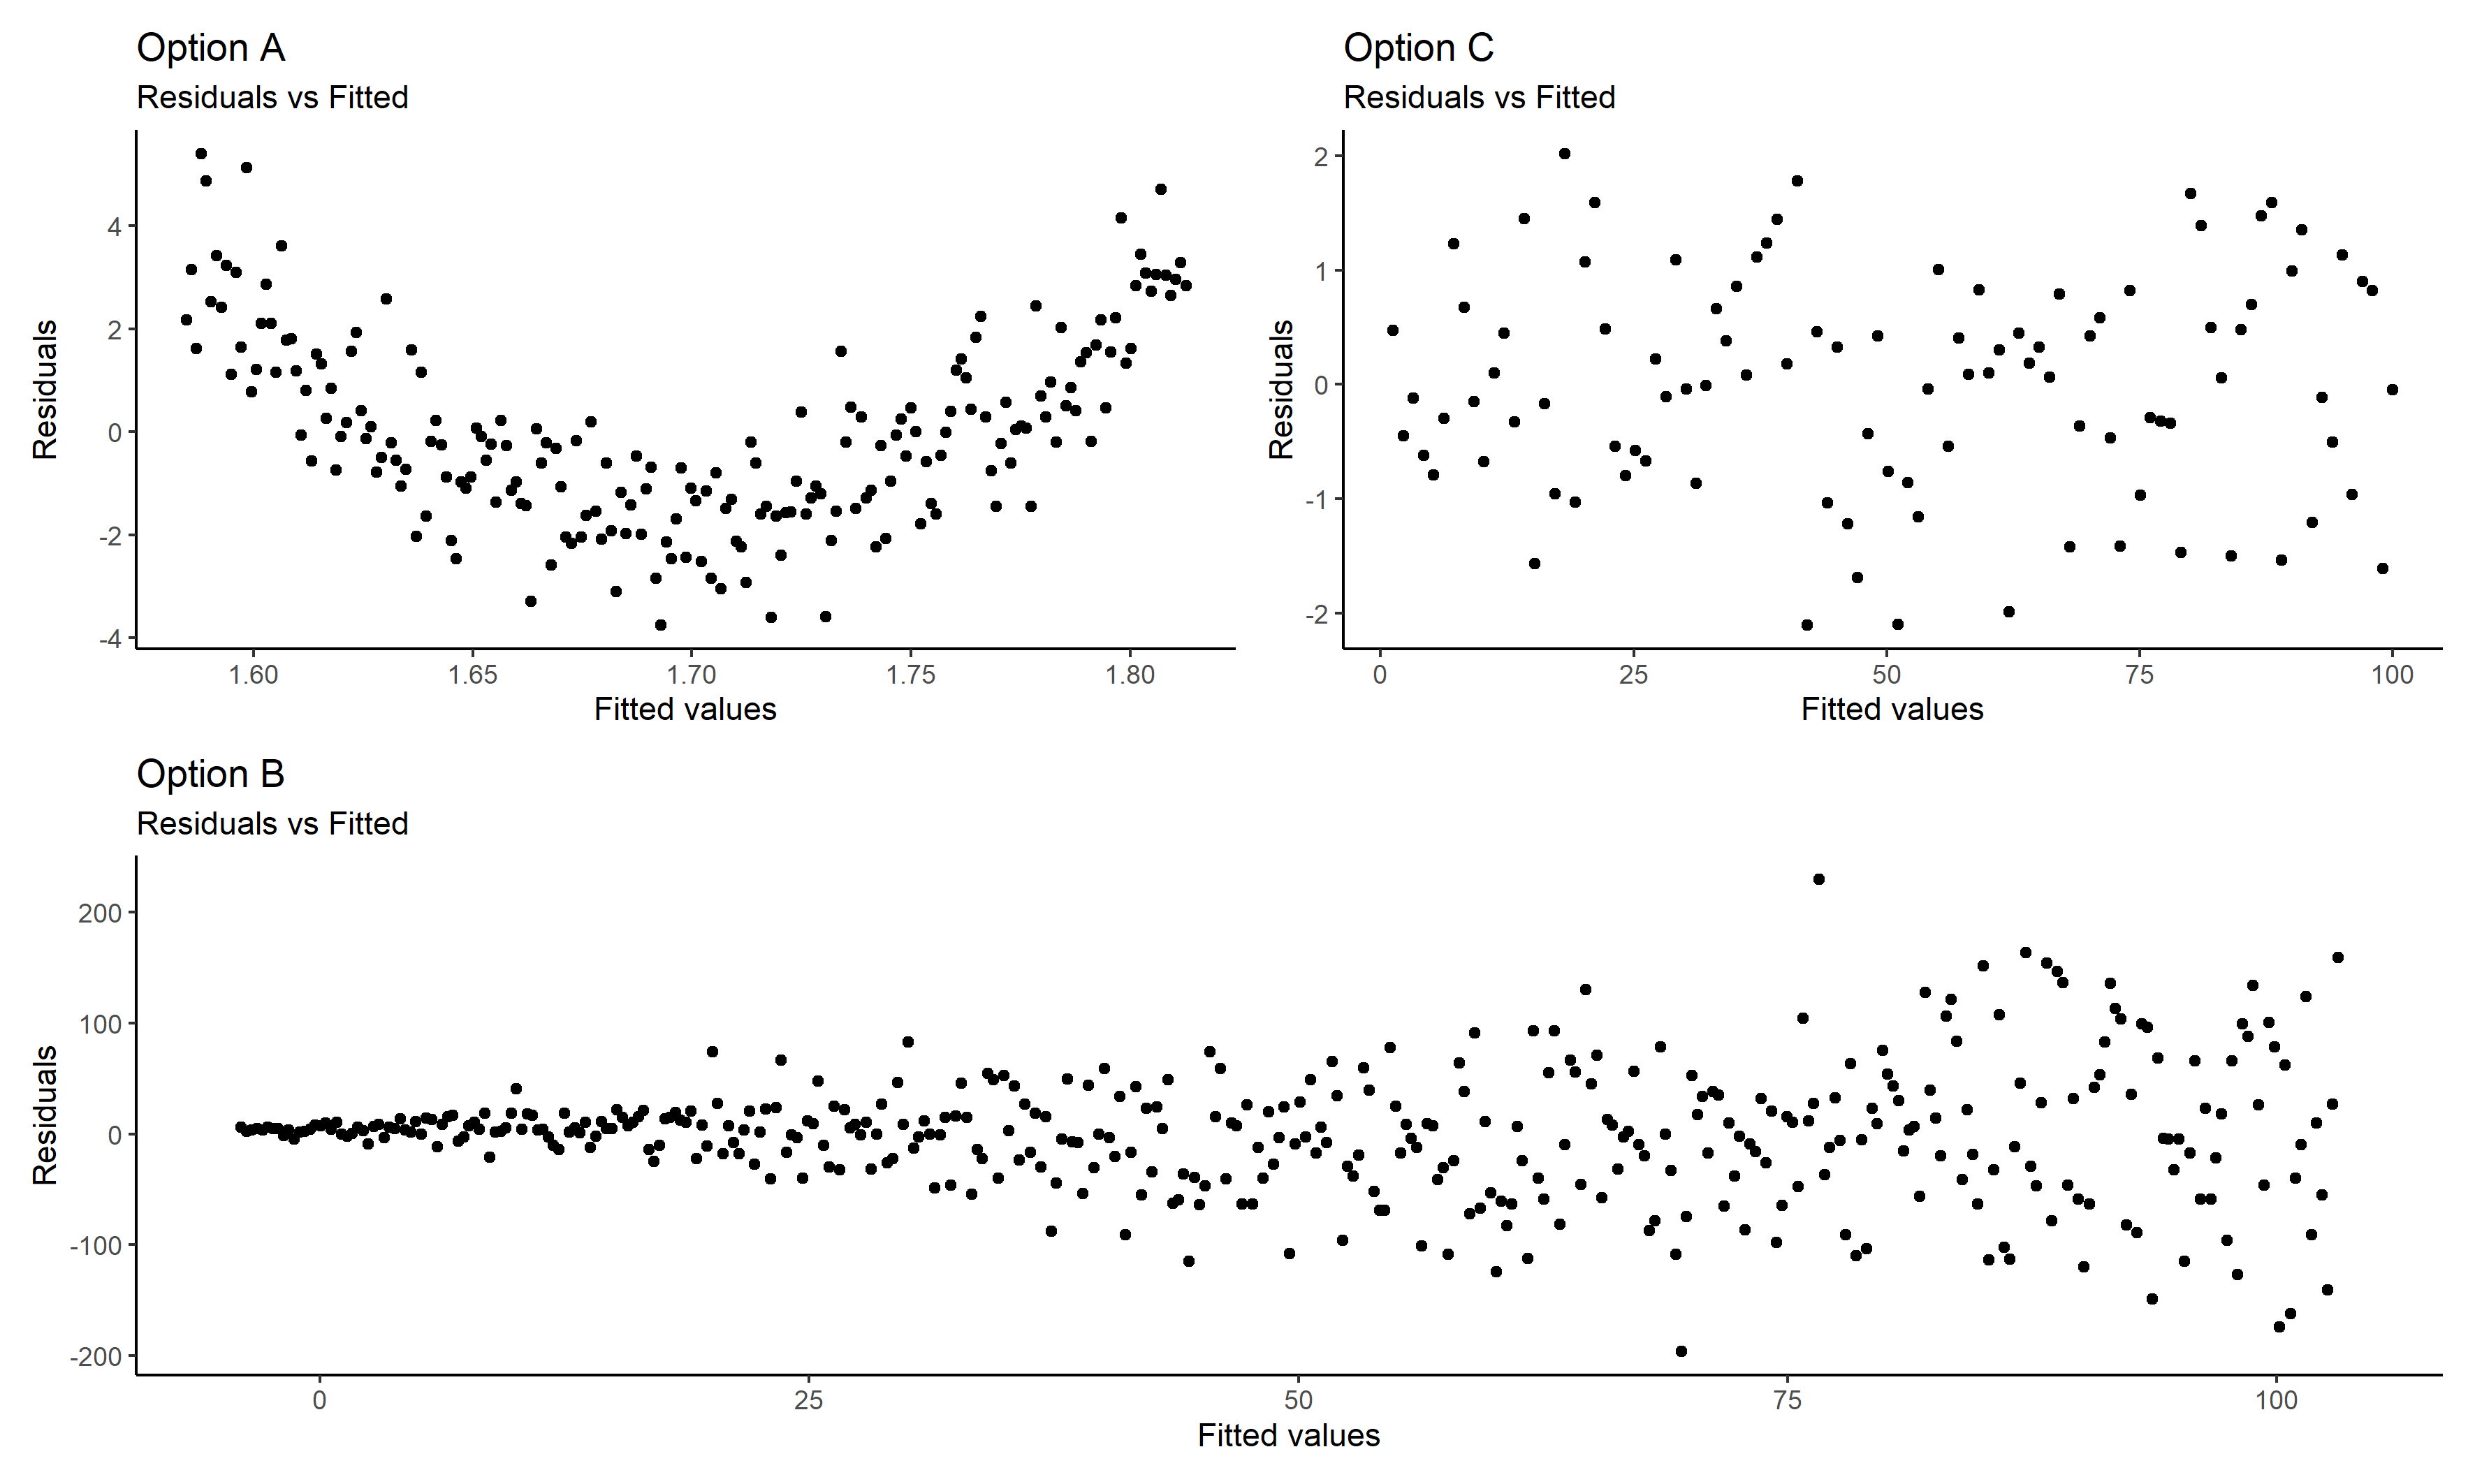 Option A
Residuals vs Fitted
Residuals
4
2
0
-2
-4
1.60 1.65 1.70 1.75 1.80
Fitted values
Option C
Residuals vs Fitted
Residuals
2
1
0
-1
-2
0 25 50 75 100
Fitted values
Option B
Residuals vs Fitted
Residuals
200
100
0
-100
-200
0 25 50 75 100
Fitted values